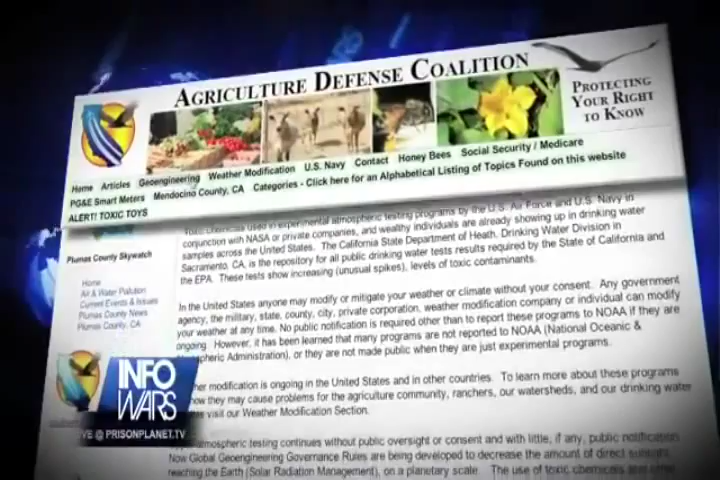 AGRICULTURE DEFENSE COALITION
PROTECTING
YOUR RIGHT
TO KNOW
Home Articles Geoengineering Weather Modification U.S. Navy Contact Honey Bees Social Security / Medicare
PG&E Smart Meters Mendocino County, CA Categories - Click here for an Alphabetical Listing of Topics Found on this website
ALERT! TOXIC TOYS
Plumas County Skywatch
Home
Air & Water Pollution
Current Events & Issues
Plumas County News
Plumas County, CA
Toxic chemicals used in experimental atmospheric testing programs by the U.S. Air Force and U.S. Navy in
conjunction with NASA or private companies, and wealthy individuals are already showing up in drinking water
samples across the United States. The California State Department of Heath, Drinking Water Division in
Sacramento, CA, is the repository for all public drinking water tests results required by the State of California and
the EPA. These tests show increasing (unusual spikes), levels of toxic contaminants.
In the United States anyone may modify or mitigate your weather or climate without your consent. Any government
agency, the military, state, county, city, private corporation, weather modification company or individual can modify
your weather at any time. No public notification is required other than to report these programs to NOAA if they are
ongoing. However, it has been learned that many programs are not reported to NOAA (National Oceanic &
Administration), or they are not made public when they are just experimental programs.
modification is ongoing in the United States and in other countries. To learn more about these programs
how they may cause problems for the agriculture community, ranchers, our watersheds, and our drinking water
visit our Weather Modification Section.
atmospheric testing continues without public oversight or consent and with little, if any, public notification
Now Global Geoengineering Governance Rules are being developed to decrease the amount of direct sunlight
reaching the Earth (Solar Radiation Management), on a planetary scale. The use of toxic chemicals and
INFO
WARS
LIVE @ PRISONPLANET.TV